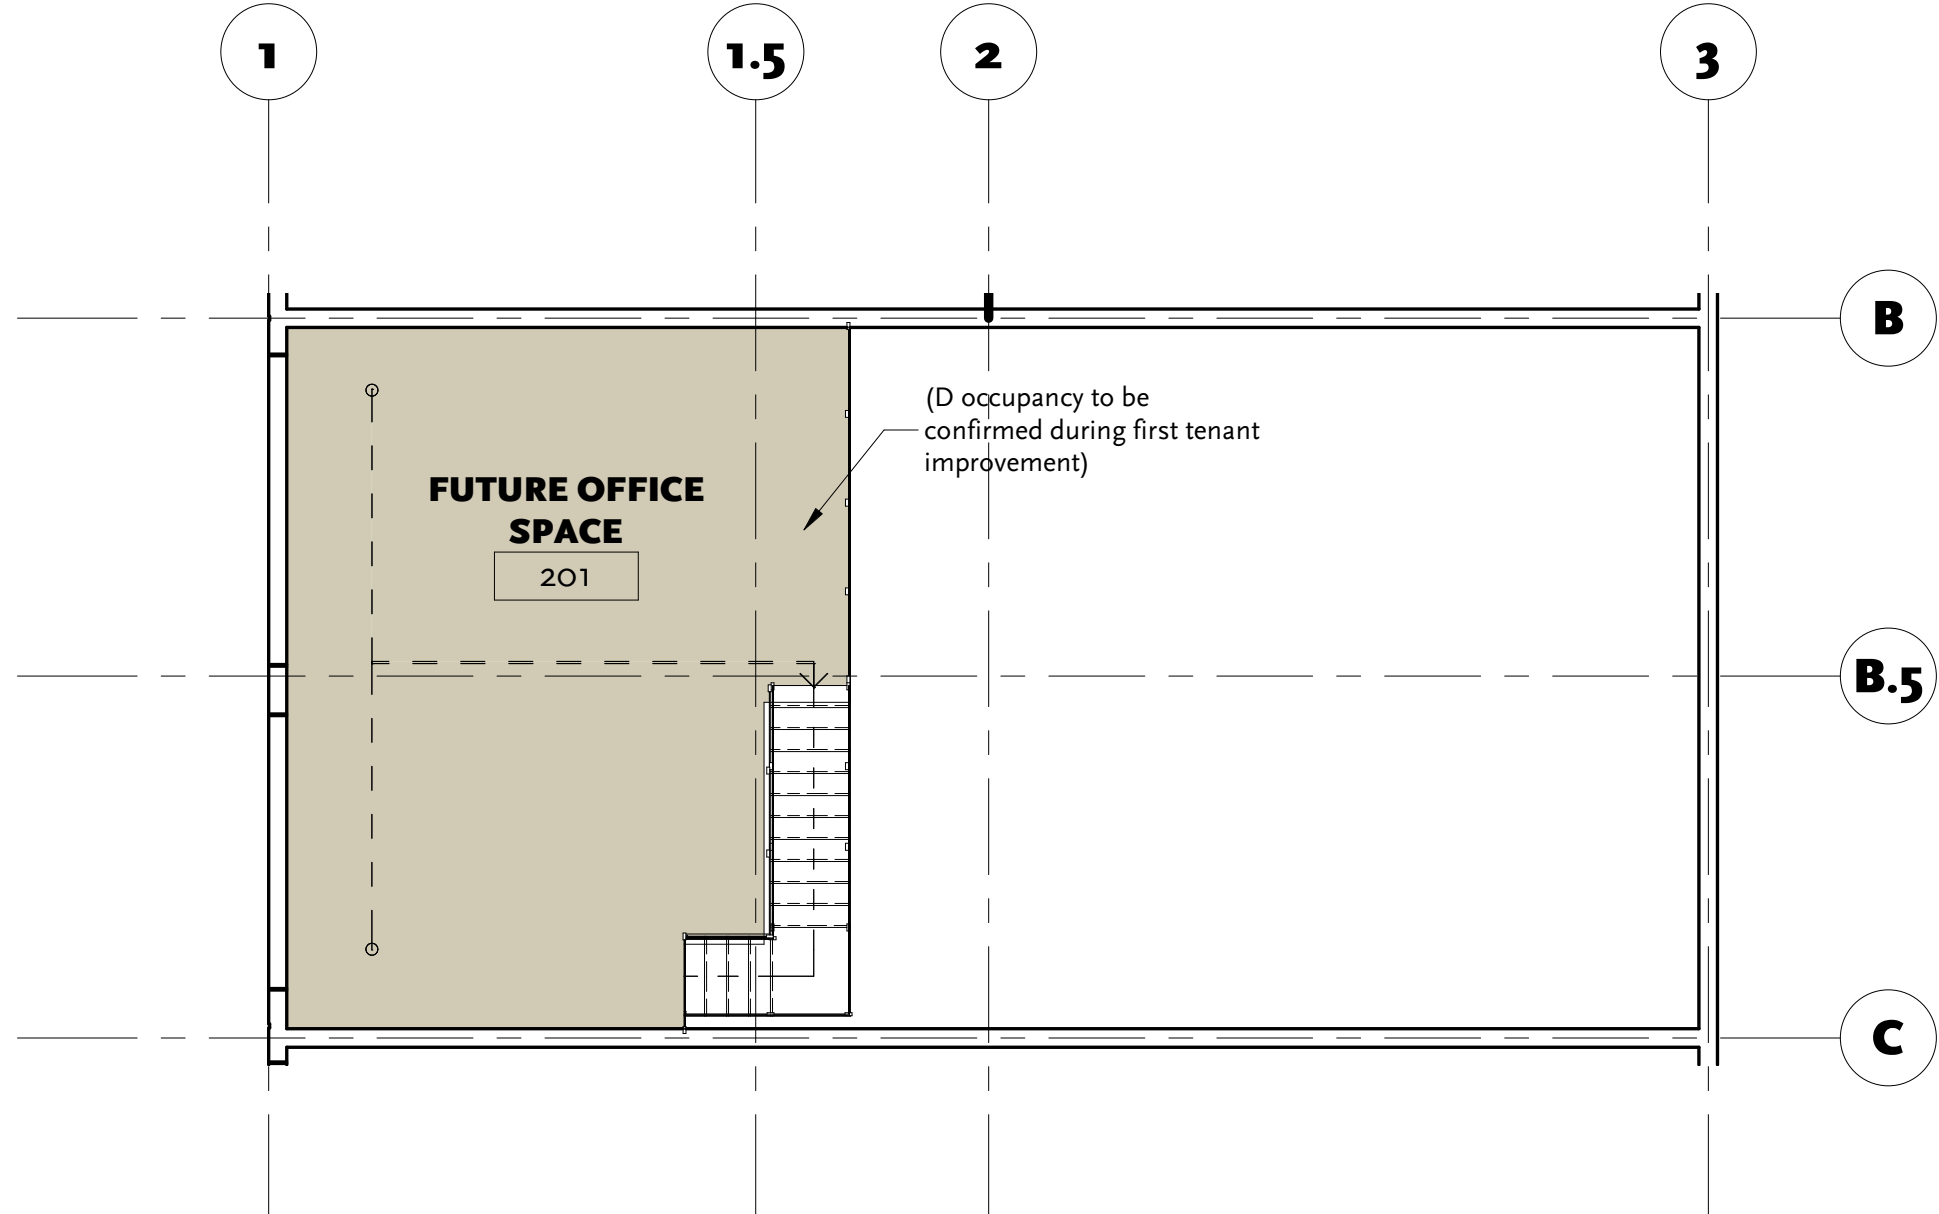 1
1.5
2
3
B
(D occupancy to be
confirmed during first tenant
improvement)
FUTURE OFFICE
SPACE
201
B.5
C